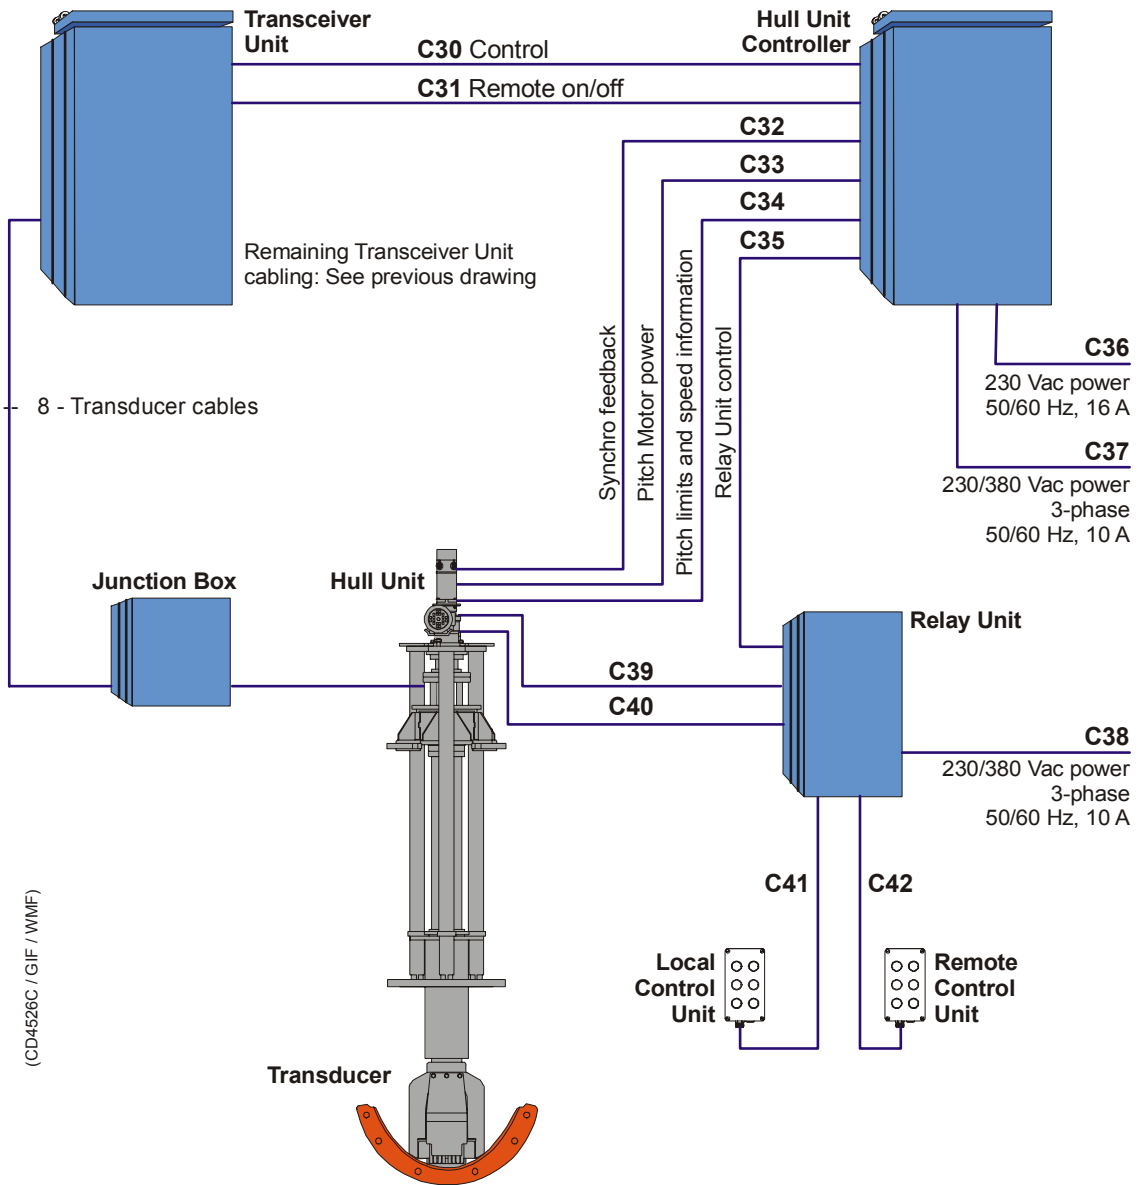 Transceiver
Unit
Hull Unit
Controller
C30 Control
C31 Remote on/off
C32
C33
C34
C35
Remaining Transceiver Unit
cabling: See previous drawing
Synchro feedback
Pitch Motor power
Pitch limits and speed information
Relay Unit control
C36
230 Vac power
50/60 Hz, 16 A
8 - Transducer cables
C37
230/380 Vac power
3-phase
50/60 Hz, 10 A
Junction Box
Hull Unit
Relay Unit
C39
C40
C38
230/380 Vac power
3-phase
50/60 Hz, 10 A
C41
C42
Local
Control
Unit
Remote
Control
Unit
Transducer
(CD4526C / GIF / WMF)